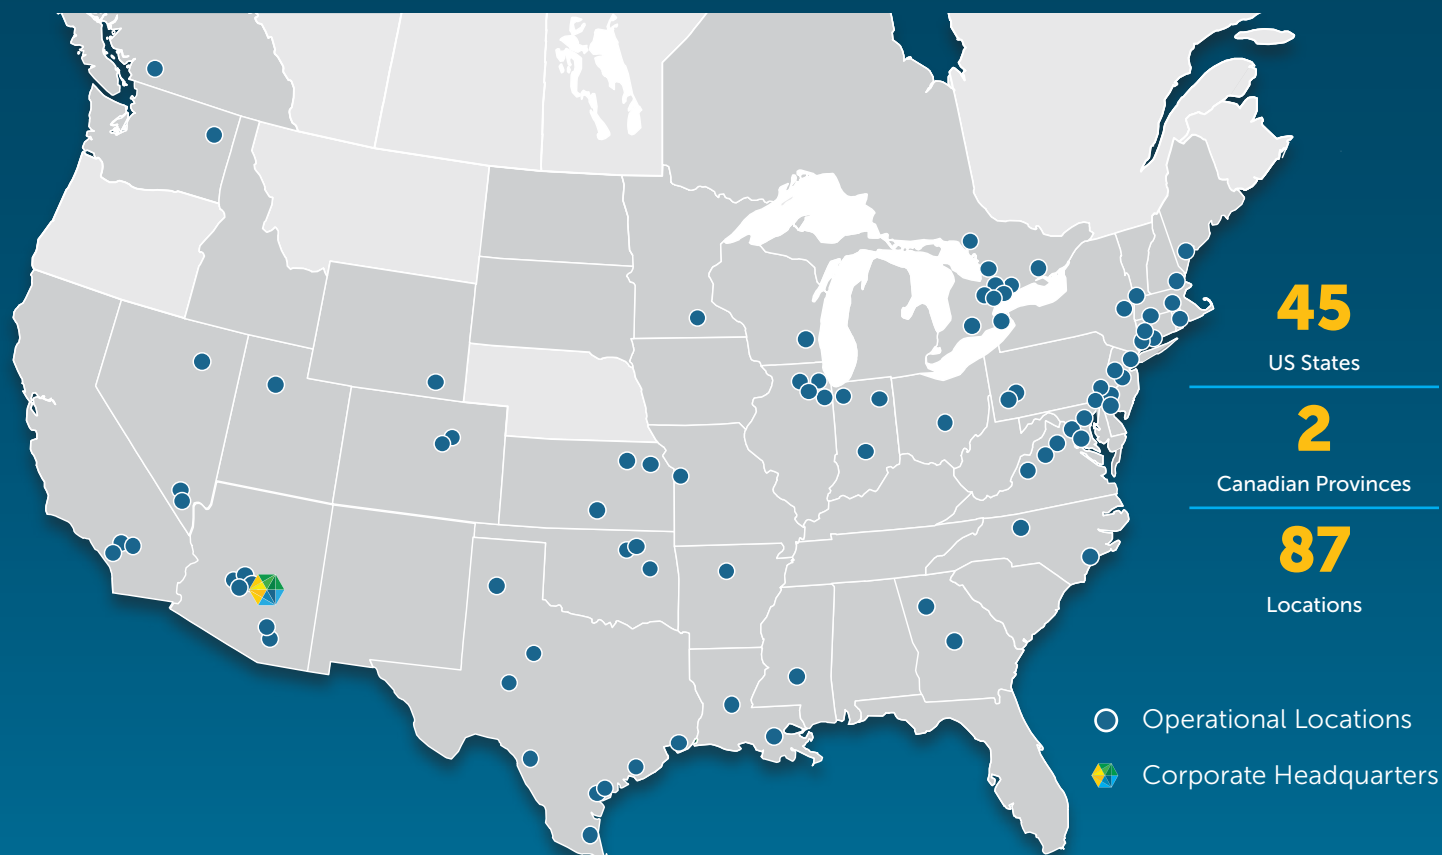 45
US States
2
Canadian Provinces
87
Locations
Operational Locations
Corporate Headquarters